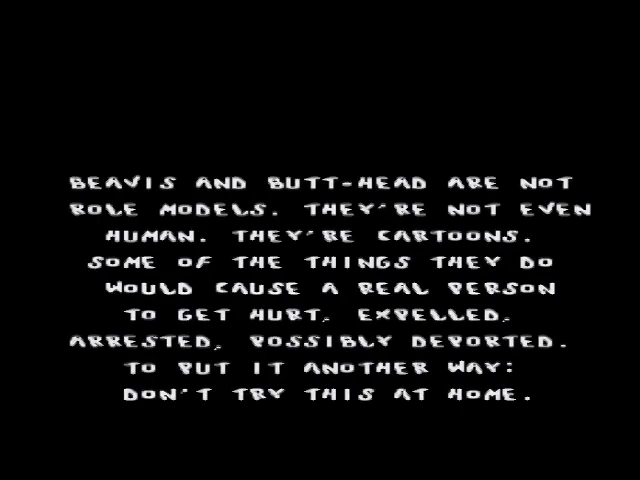 BEAVIS AND BUTT-HEAD ARE NOT
ROLE MODELS. THEY'RE NOT EVEN
HUMAN. THEY'RE CARTOONS.
SOME OF THE THINGS THEY DO
WOULD CAUSE A REAL PERSON
TO GET HURT, EXPELLED,
ARRESTED, POSSIBLY DEPORTED.
TO PUT IT ANOTHER WAY:
DON'T TRY THIS AT HOME.